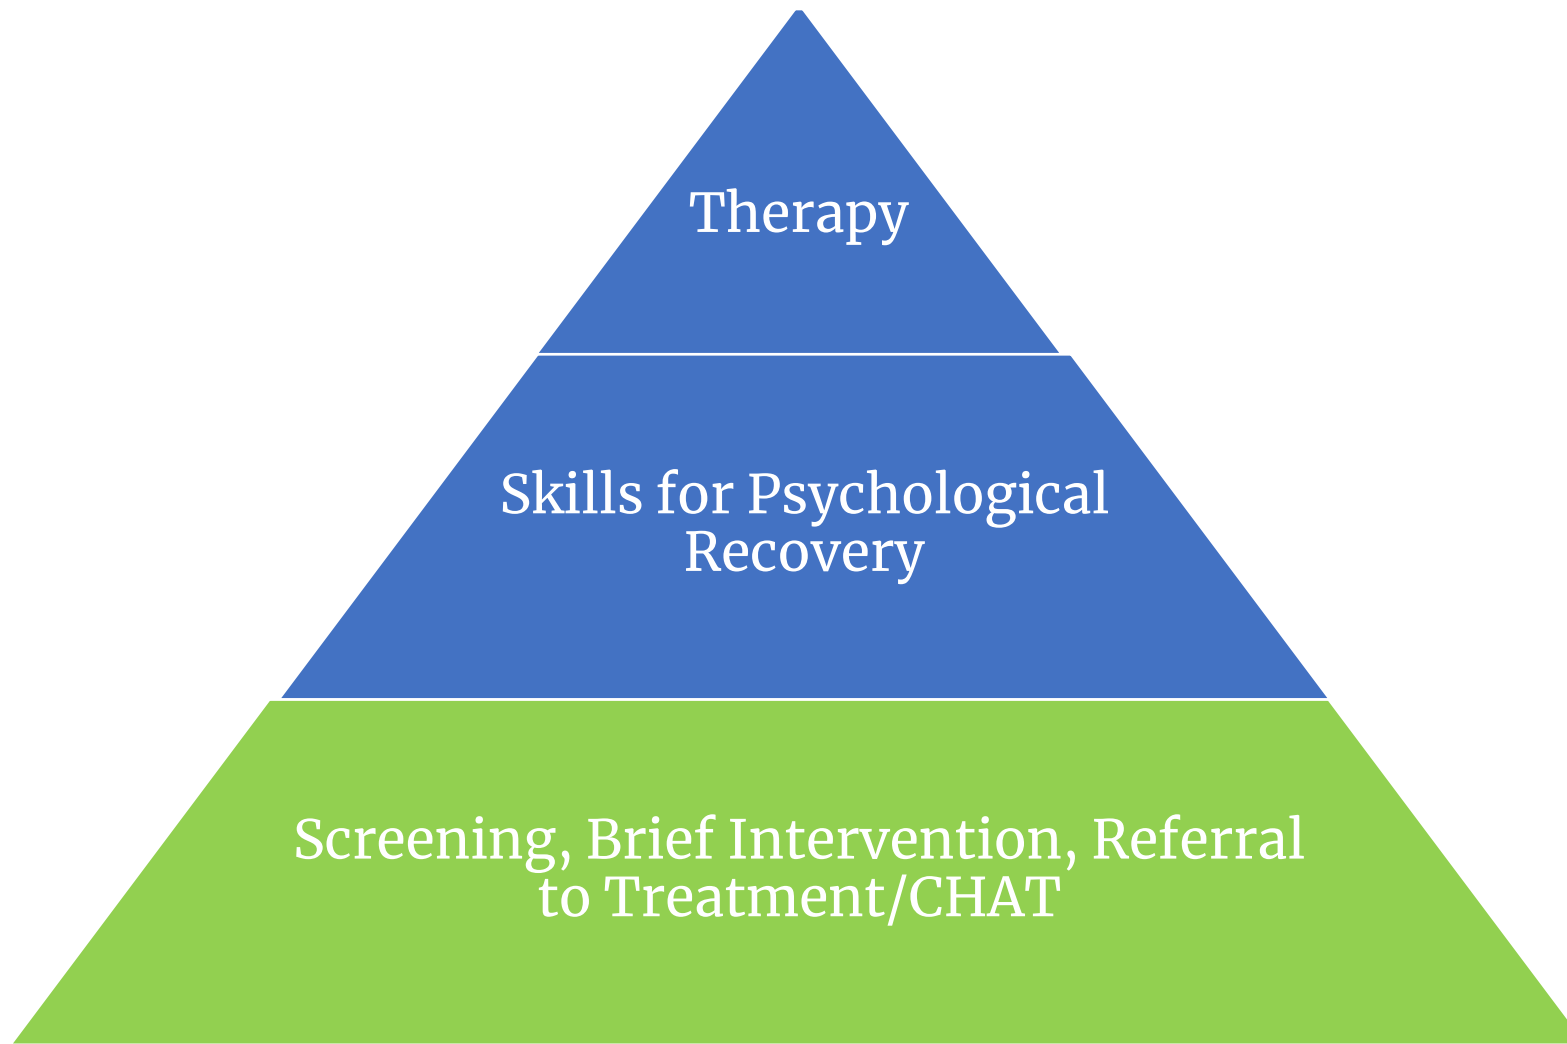 Therapy
Skills for Psychological
Recovery
Screening, Brief Intervention, Referral
to Treatment/CHAT